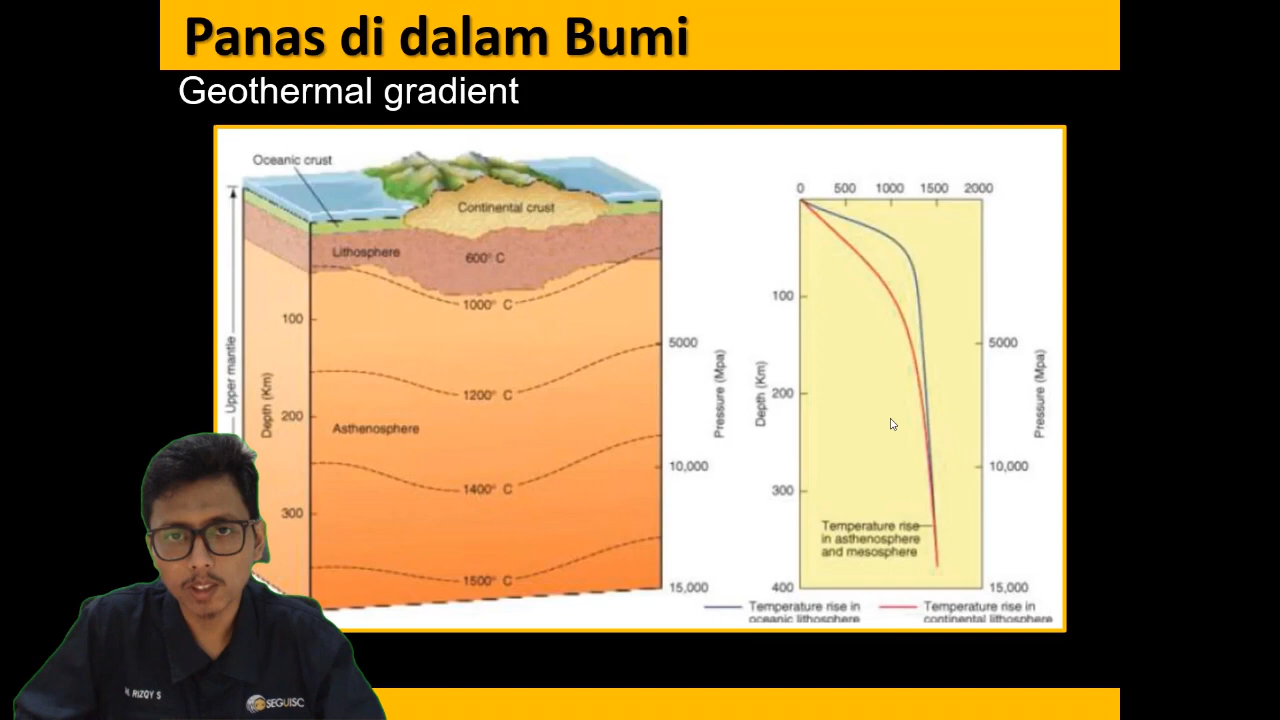 Panas di dalam Bumi
Geothermal gradient
Oceanic crust
Continental crust
Lithosphere
600° C
1000° C
100
5000
1200° C
200
Asthenosphere
10,000
1400° C
300
1500° C
15,000
Upper mantle
Depth (Km)
Pressure (Mpa)
0 500 1000 1500 2000
100
5000
200
10,000
300
Temperature rise
in asthenosphere
and mesosphere
400
15,000
Depth (Km)
Pressure (Mpa)
Temperature rise in
oceanic lithosphere
Temperature rise in
continental lithosphere
RIZQY S
SEGUISC